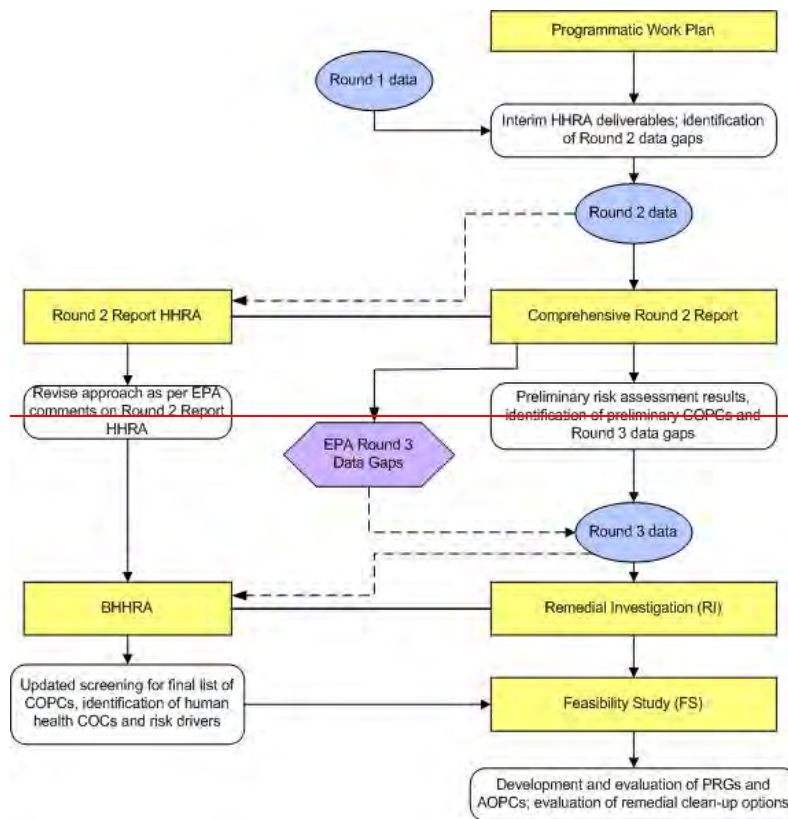 Programmatic Work Plan
Round 1 data
Interim HHRA deliverables; identification
of Round 2 data gaps
Round 2 data
Round 2 Report HHRA
Comprehensive Round 2 Report
Revise approach as per EPA
comments on Round 2 Report
HHRA
Preliminary risk assessment results,
identification of preliminary COPCs and
Round 3 data gaps
EPA Round 3
Data Gaps
Round 3 data
BHHRA
Remedial Investigation (RI)
Updated screening for final list of
COPCs, identification of human
health COCs and risk drivers
Feasibility Study (FS)
Development and evaluation of PRGs and
AOPCs; evaluation of remedial clean-up options